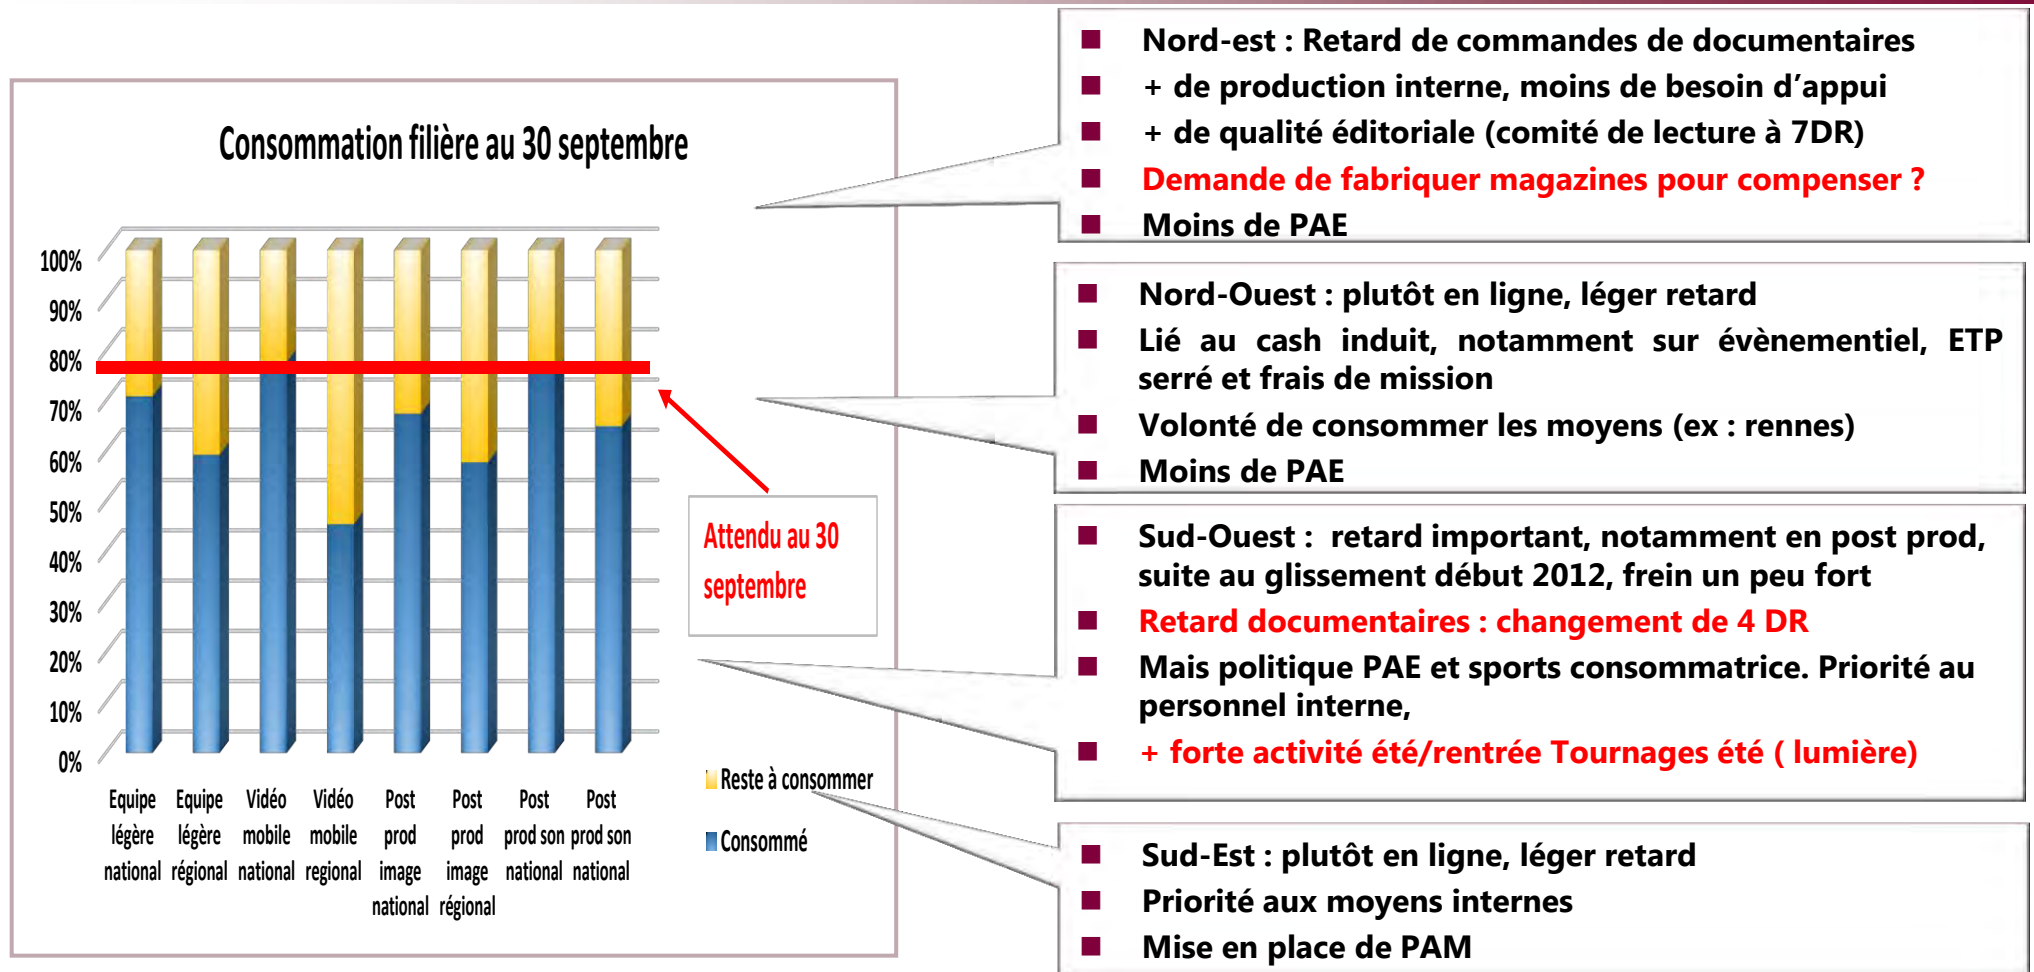 Consommation filière au 30 septembre
100%
90%
80%
70%
60%
50%
40%
30%
20%
10%
0%
Equipe légère national
Equipe légère régional
Vidéo mobile national
Vidéo mobile regional
Post prod image national
Post prod image régional
Post prod son national
Post prod son national
Reste à consommer
Consommé
Attendu au 30
septembre
Nord-est : Retard de commandes de documentaires
+ de production interne, moins de besoin d’appui
+ de qualité éditoriale (comité de lecture à 7DR)
Demande de fabriquer magazines pour compenser ?
Moins de PAE
Nord-Ouest : plutôt en ligne, léger retard
Lié au cash induit, notamment sur évènementiel, ETP
serré et frais de mission
Volonté de consommer les moyens (ex : rennes)
Moins de PAE
Sud-Ouest : retard important, notamment en post prod,
suite au glissement début 2012, frein un peu fort
Retard documentaires : changement de 4 DR
Mais politique PAE et sports consommatrice. Priorité au
personnel interne,
+ forte activité été/rentrée Tournages été ( lumière)
Sud-Est : plutôt en ligne, léger retard
Priorité aux moyens internes
Mise en place de PAM